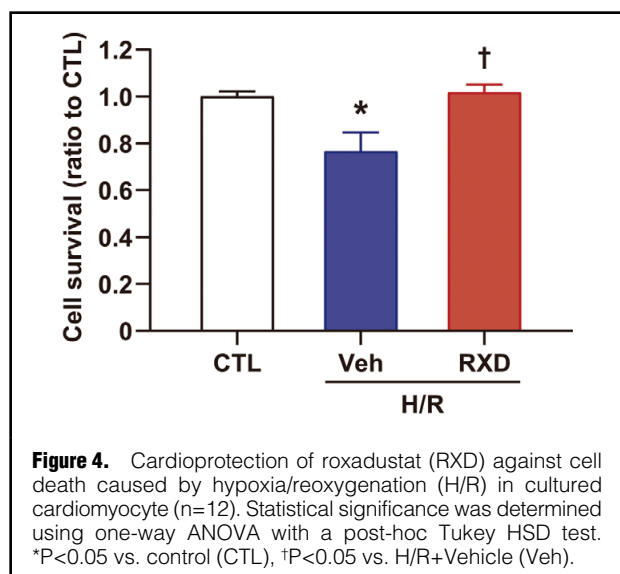 Cell survival (ratio to CTL)
1.2
1.0
0.8
0.6
0.4
0.2
0
*
†
CTL
Veh
RXD
H/R
Figure 4. Cardioprotection of roxadustat (RXD) against cell
death caused by hypoxia/reoxygenation (H/R) in cultured
cardiomyocyte (n=12). Statistical significance was determined
using one-way ANOVA with a post-hoc Tukey HSD test.
*P<0.05 vs. control (CTL), †P<0.05 vs. H/R+Vehicle (Veh).